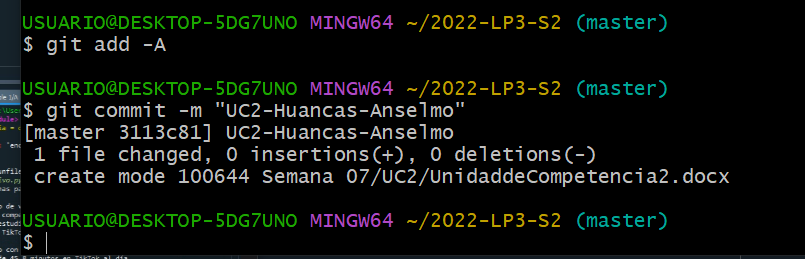 USUARIO@DESKTOP-5DG7UNO MINGW64 ~/2022-LP3-S2 (master)
$ git add -A
USUARIO@DESKTOP-5DG7UNO MINGW64 ~/2022-LP3-S2 (master)
$ git commit -m "UC2-Huancas-Anselmo"
[master 3113c81] UC2-Huancas-Anselmo
1 file changed, 0 insertions(+), 0 deletions(-)
create mode 100644 Semana 07/UC2/UnidaddeCompetencia2.docx
USUARIO@DESKTOP-5DG7UNO MINGW64 ~/2022-LP3-S2 (master)
$